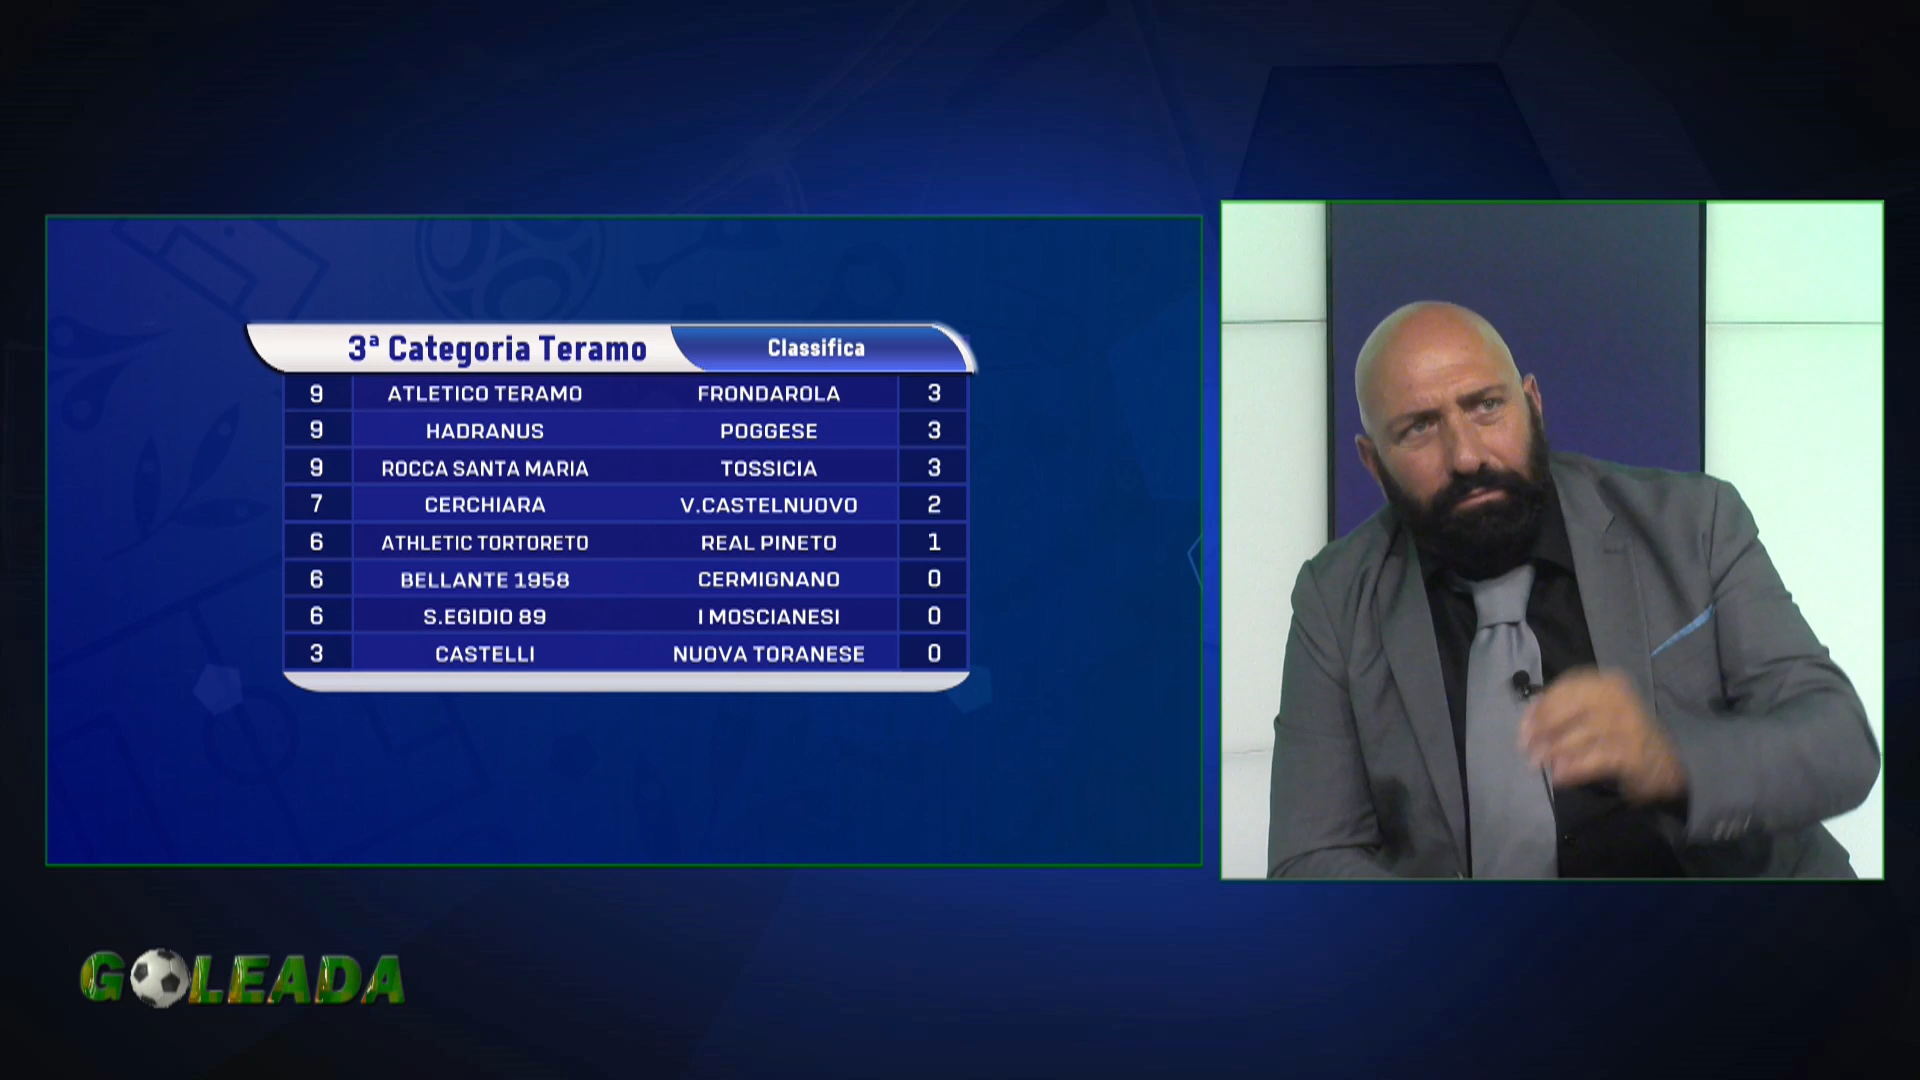 3ª Categoria Teramo Classifica
9 ATLETICO TERAMO FRONDAROLA 3
9 HADRANUS POGGESE 3
9 ROCCA SANTA MARIA TOSSICIA 3
7 CERCHIARA V.CASTELNUOVO 2
6 ATHLETIC TORTORETO REAL PINETO 1
6 BELLANTE 1958 CERMIGNANO 0
6 S.EGIDIO 89 I MOSCIANESI 0
3 CASTELLI NUOVA TORANESE 0
GOLEADA